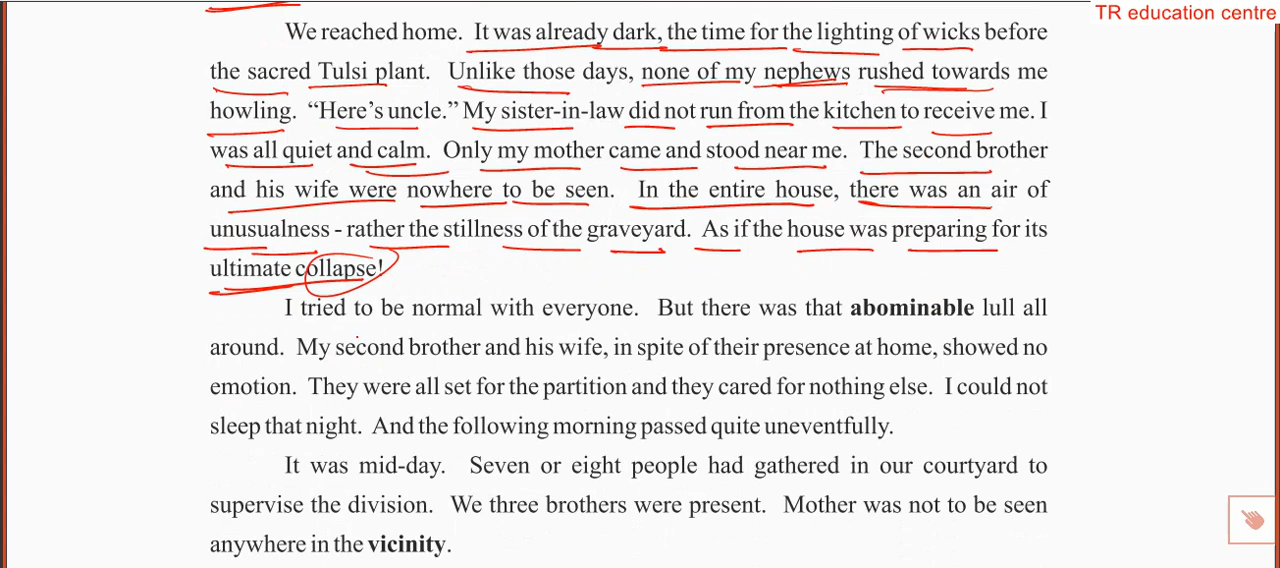 TR education centre
We reached home. It was already dark, the time for the lighting of wicks before
the sacred Tulsi plant. Unlike those days, none of my nephews rushed towards me
howling. “Here’s uncle.” My sister-in-law did not run from the kitchen to receive me. I
was all quiet and calm. Only my mother came and stood near me. The second brother
and his wife were nowhere to be seen. In the entire house, there was an air of
unusualness - rather the stillness of the graveyard. As if the house was preparing for its
ultimate collapse!
I tried to be normal with everyone. But there was that abominable lull all
around. My second brother and his wife, in spite of their presence at home, showed no
emotion. They were all set for the partition and they cared for nothing else. I could not
sleep that night. And the following morning passed quite uneventfully.
It was mid-day. Seven or eight people had gathered in our courtyard to
supervise the division. We three brothers were present. Mother was not to be seen
anywhere in the vicinity.